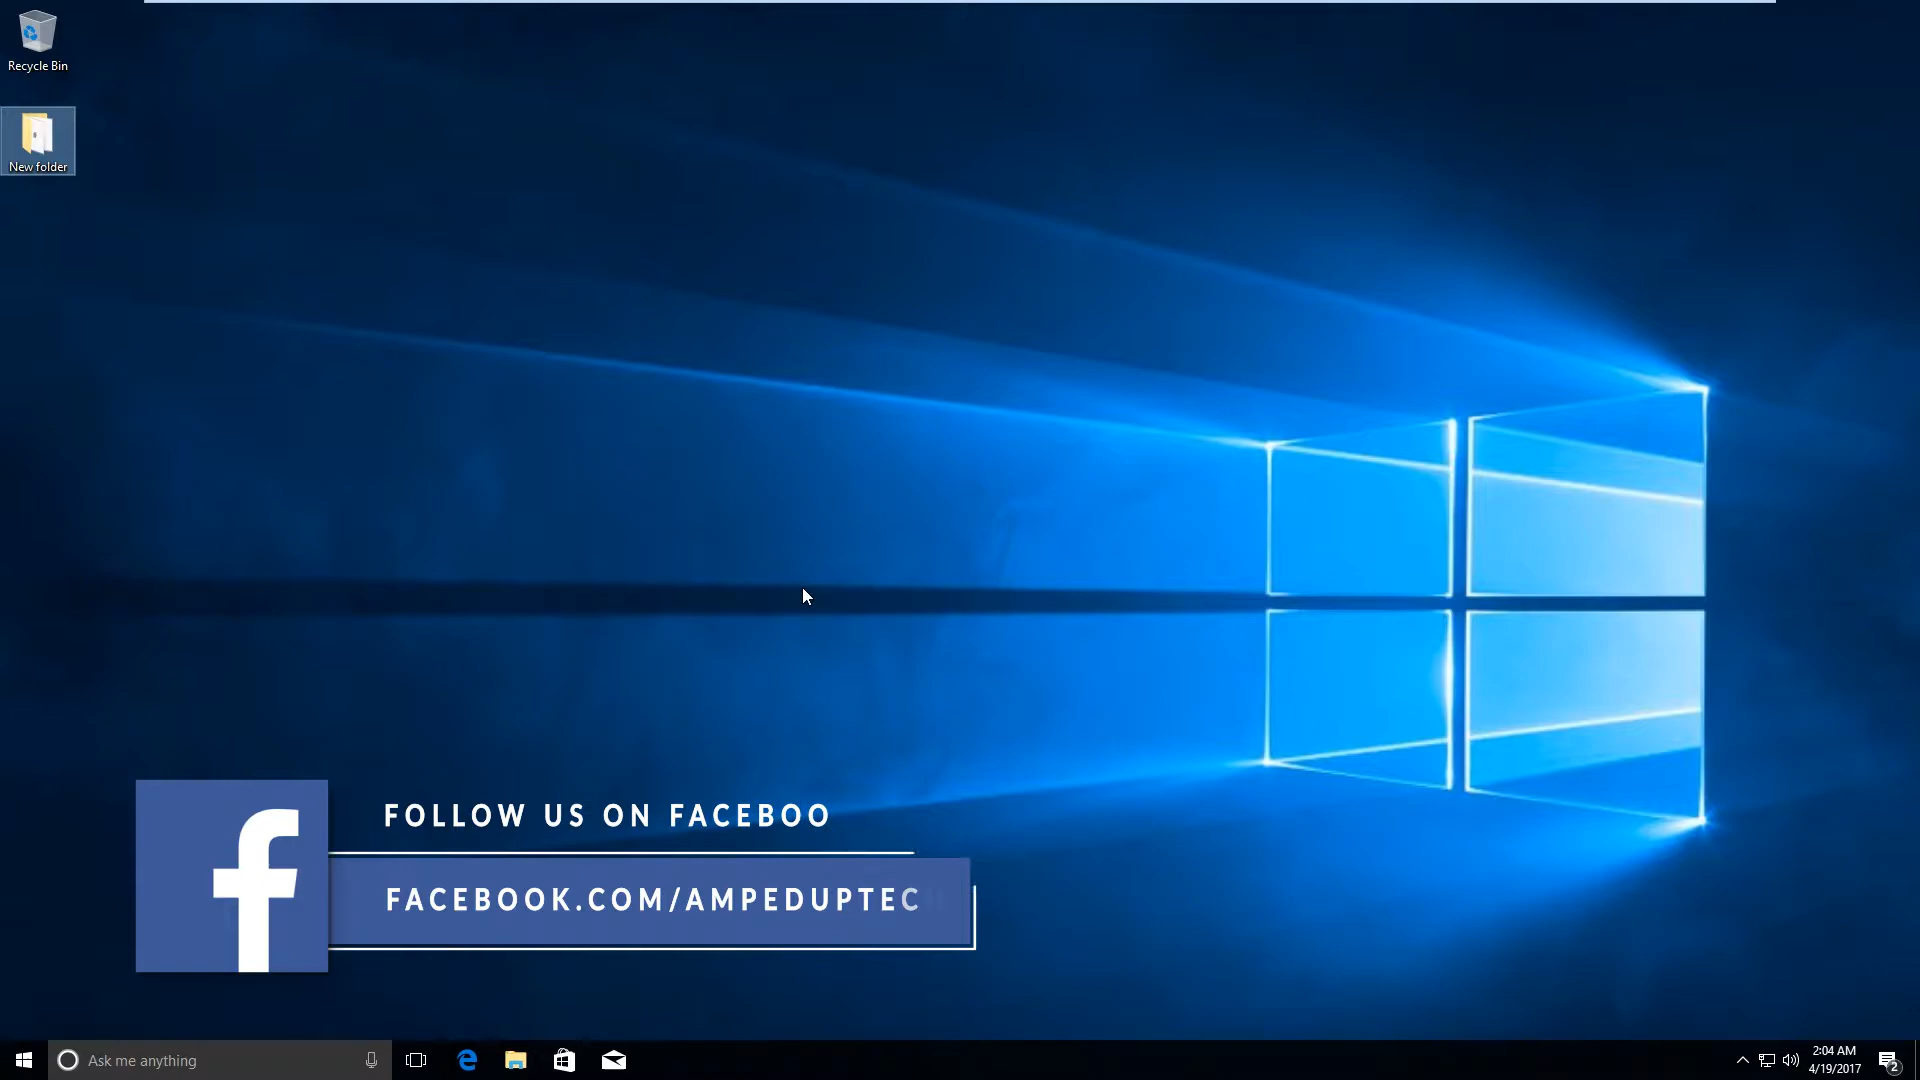 Recycle Bin
New folder
FOLLOW US ON FACEBOO
FACEBOOK.COM/AMPEDUPTEC
Ask me anything
2:04 AM
4/19/2017
2